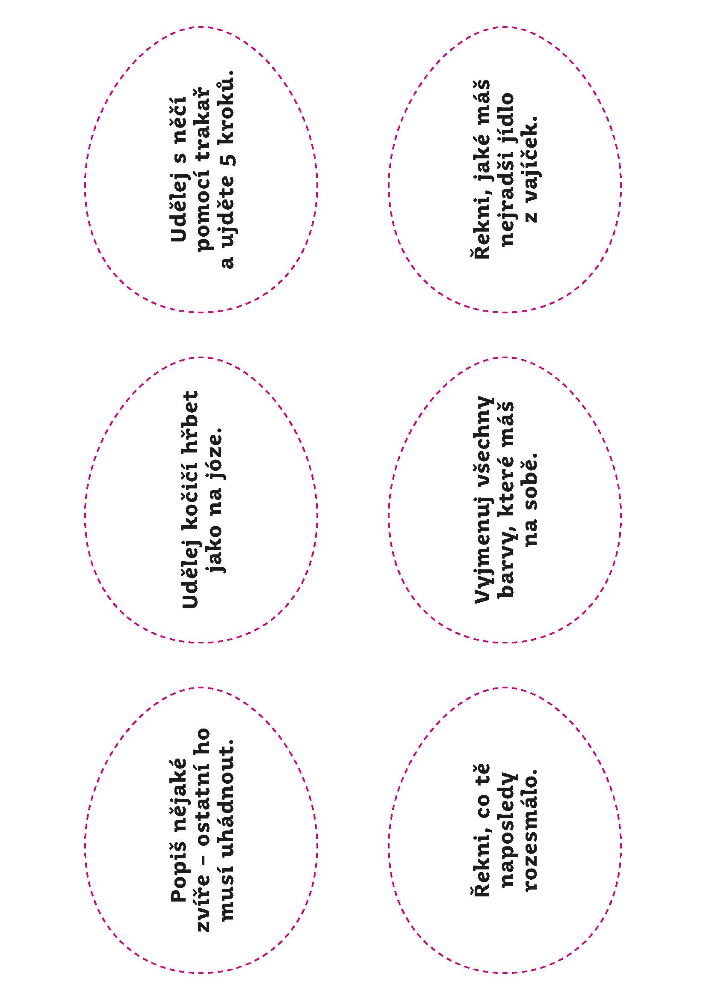 Popiš nějaké
zvíře – ostatní ho
musí uhádnout.
Udělej kočičí hřbet
jako na józe.
Udělej s něčí
pomocí trakař
a ujděte 5 kroků.
Řekni, co tě
naposledy
rozesmálo.
Vyjmenuj všechny
barvy, které máš
na sobě.
Řekni, jaké máš
nejradši jídlo
z vajíček.